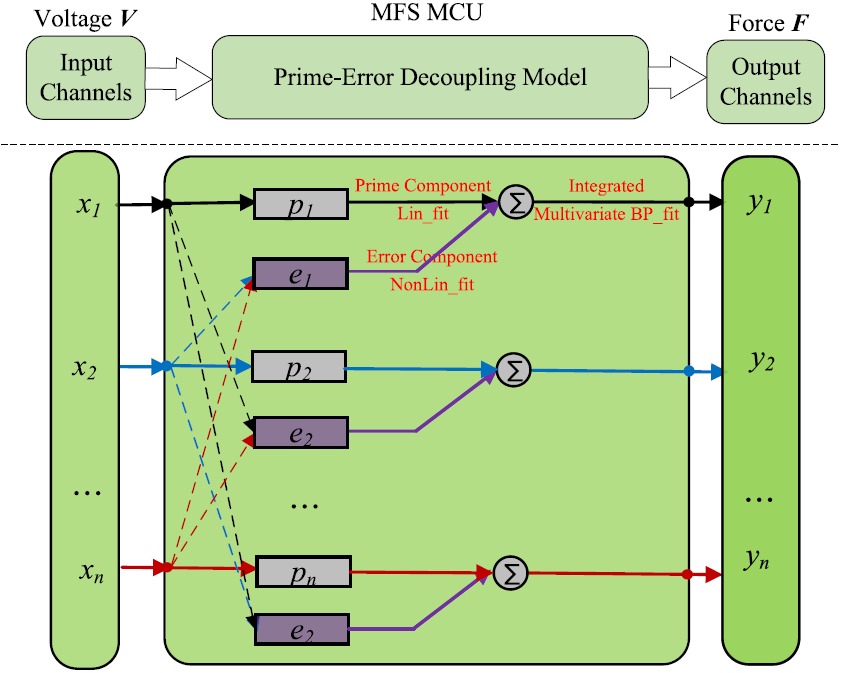 Voltage V
MFS MCU
Force F
Input
Channels
Prime-Error Decoupling Model
Output
Channels
x1
p1
Prime Component
Lin_fit
Σ
Integrated
Multivariate BP_fit
y1
e1
Error Component
NonLin_fit
x2
p2
Σ
y2
e2
...
...
...
xn
pn
Σ
yn
e2